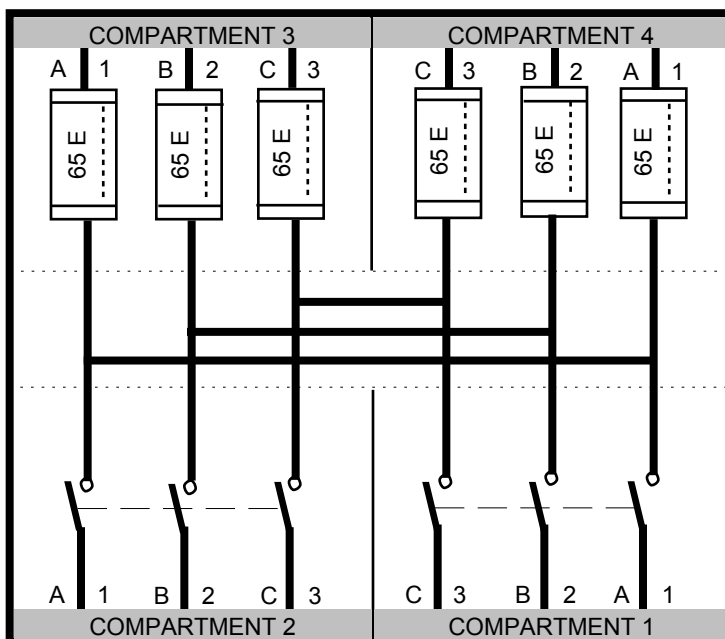 COMPARTMENT 3 COMPARTMENT 4
A 1 B 2 C 3 C 3 B 2 A 1
65 E 65 E 65 E 65 E 65 E 65 E
A 1 B 2 C 3 C 3 B 2 A 1
COMPARTMENT 2 COMPARTMENT 1